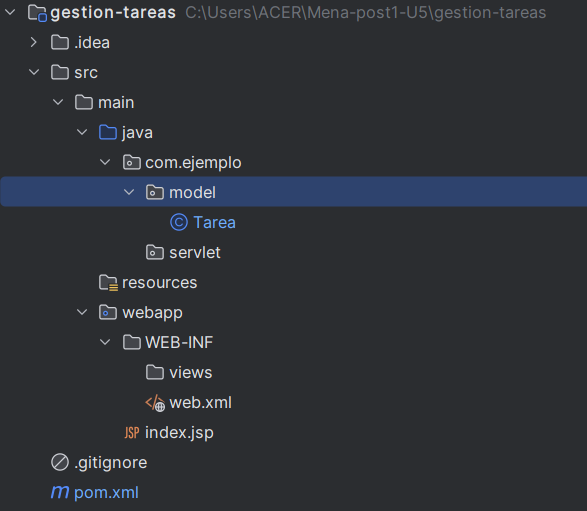 gestion-tareas C:\Users\ACER\Mena-post1-U5\gestion-tareas
.idea
src
main
java
com.ejemplo
model
Tarea
servlet
resources
webapp
WEB-INF
views
web.xml
JSP index.jsp
.gitignore
m pom.xml